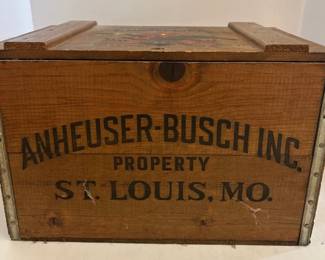 ANHEUSER-BUSCH INC.
PROPERTY
ST. LOUIS, MO.